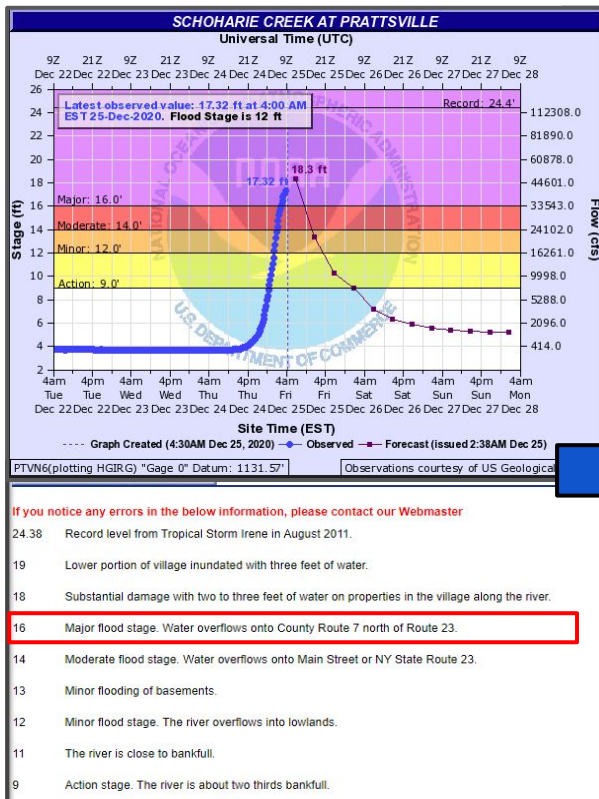 SCHOHARIE CREEK AT PRATTSVILLE
Universal Time (UTC)
9Z 21Z 9Z 21Z 9Z 21Z 9Z 21Z 9Z 21Z 9Z 21Z 9Z
Dec 22 Dec 22 Dec 23 Dec 23 Dec 24 Dec 24 Dec 25 Dec 25 Dec 26 Dec 26 Dec 27 Dec 27 Dec 28
Latest observed value: 17.32 ft at 4:00 AM
EST 25-Dec-2020. Flood Stage is 12 ft
Record: 24.4'
17.32 ft
18.3 ft
Major: 16.0'
Moderate: 14.0'
Minor: 12.0'
Action: 9.0'
Stage (ft)
26
24
22
20
18
16
14
12
10
8
6
4
2
Flow (cfs)
112308.0
81890.0
60878.0
44601.0
33543.0
24102.0
16261.0
9998.0
5288.0
2096.0
414.0
NOAA
NATIONAL OCEANIC AND ATMOSPHERIC ADMINISTRATION
U.S. DEPARTMENT OF COMMERCE
4am 4pm 4am 4pm 4am 4pm 4am 4pm 4am 4pm 4am 4pm 4am
Tue Tue Wed Wed Thu Thu Fri Fri Sat Sat Sun Sun Mon
Dec 22 Dec 22 Dec 23 Dec 23 Dec 24 Dec 24 Dec 25 Dec 25 Dec 26 Dec 26 Dec 27 Dec 27 Dec 28
Site Time (EST)
Graph Created (4:30AM Dec 25, 2020) Observed Forecast (issued 2:38AM Dec 25)
PTVN6(plotting HGIRG) "Gage 0" Datum: 1131.57'
Observations courtesy of US Geological
If you notice any errors in the below information, please contact our Webmaster
24.38 Record level from Tropical Storm Irene in August 2011.
19 Lower portion of village inundated with three feet of water.
18 Substantial damage with two to three feet of water on properties in the village along the river.
16 Major flood stage. Water overflows onto County Route 7 north of Route 23.
14 Moderate flood stage. Water overflows onto Main Street or NY State Route 23.
13 Minor flooding of basements.
12 Minor flood stage. The river overflows into lowlands.
11 The river is close to bankfull.
9 Action stage. The river is about two thirds bankfull.